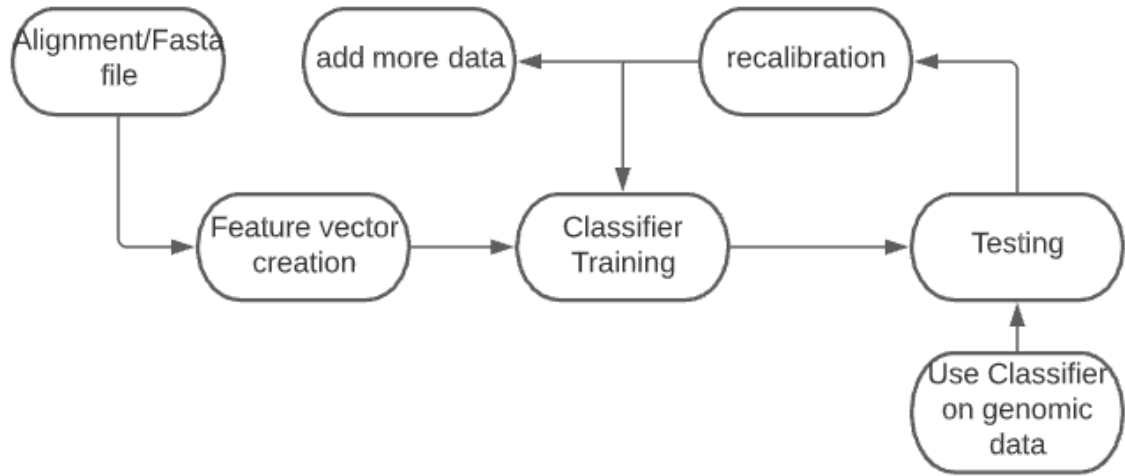 Alignment/Fasta
file
add more data
recalibration
Feature vector
creation
Classifier
Training
Testing
Use Classifier
on genomic
data